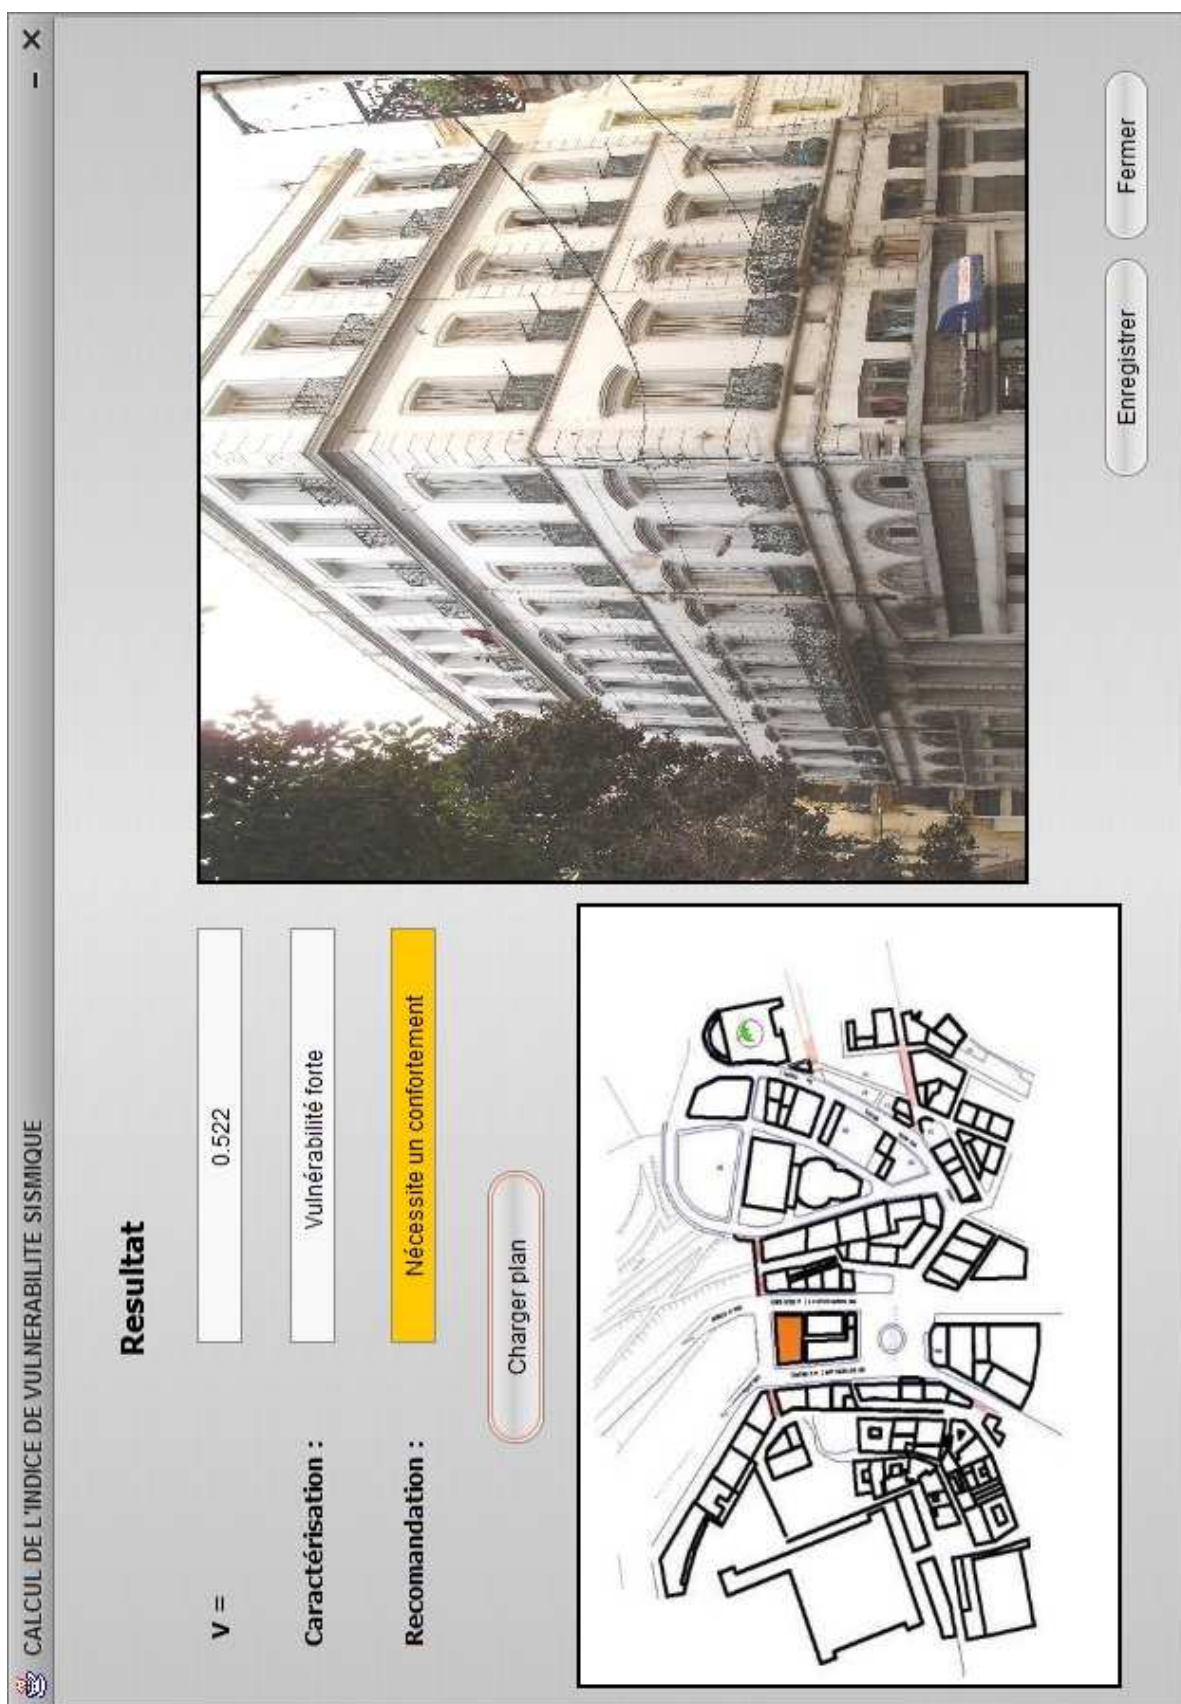 CALCUL DE L'INDICE DE VULNERABILITE SISMIQUE
Resultat
V =
0.522
Caractérisation :
Vulnérabilité forte
Recomandation :
Nécessite un confortement
Charger plan
Enregistrer
Fermer